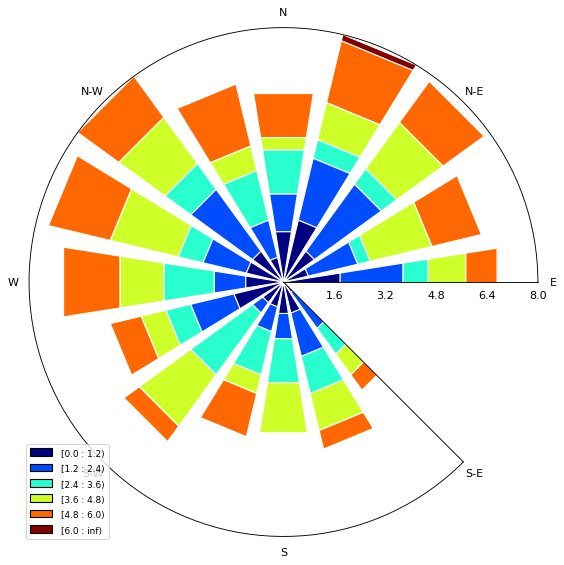 N
N-W
N-E
W
E
1.6 3.2 4.8 6.4 8.0
[0.0 : 1.2)
[1.2 : 2.4)
[2.4 : 3.6)
[3.6 : 4.8)
[4.8 : 6.0)
[6.0 : inf)
S-E
S